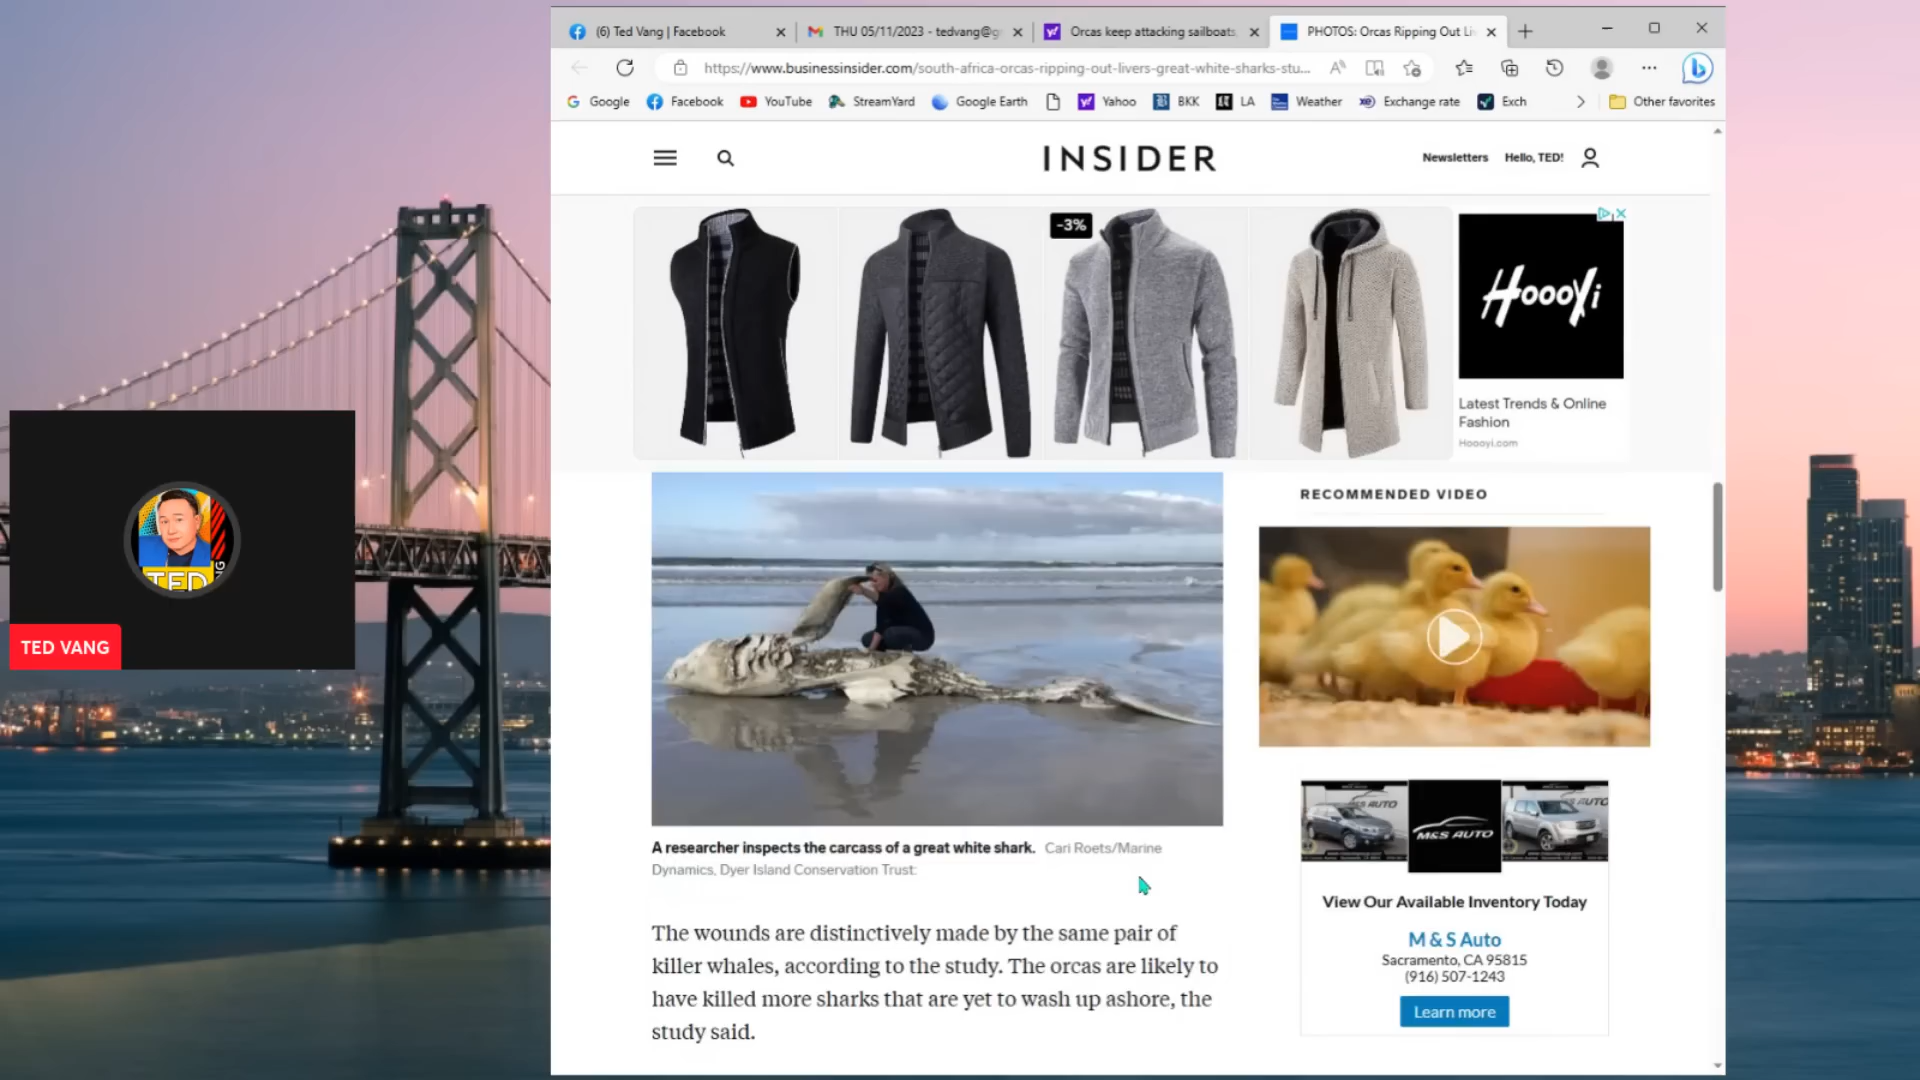 (6) Ted Vang | Facebook
THU 05/11/2023 - tedvang@g
Orcas keep attacking sailboats,
PHOTOS: Orcas Ripping Out Li
https://www.businessinsider.com/south-africa-orcas-ripping-out-livers-great-white-sharks-stu...
Google
Facebook
YouTube
StreamYard
Google Earth
Yahoo
BKK
LA
Weather
Exchange rate
Exch
Other favorites
INSIDER
Newsletters
Hello, TED!
-3%
HoooYi
Latest Trends & Online
Fashion
Hoooyi.com
RECOMMENDED VIDEO
TED
TED VANG
A researcher inspects the carcass of a great white shark. Cari Roets/Marine
Dynamics, Dyer Island Conservation Trust:
The wounds are distinctively made by the same pair of
killer whales, according to the study. The orcas are likely to
have killed more sharks that are yet to wash up ashore, the
study said.
M&S AUTO
View Our Available Inventory Today
M & S Auto
Sacramento, CA 95815
(916) 507-1243
Learn more